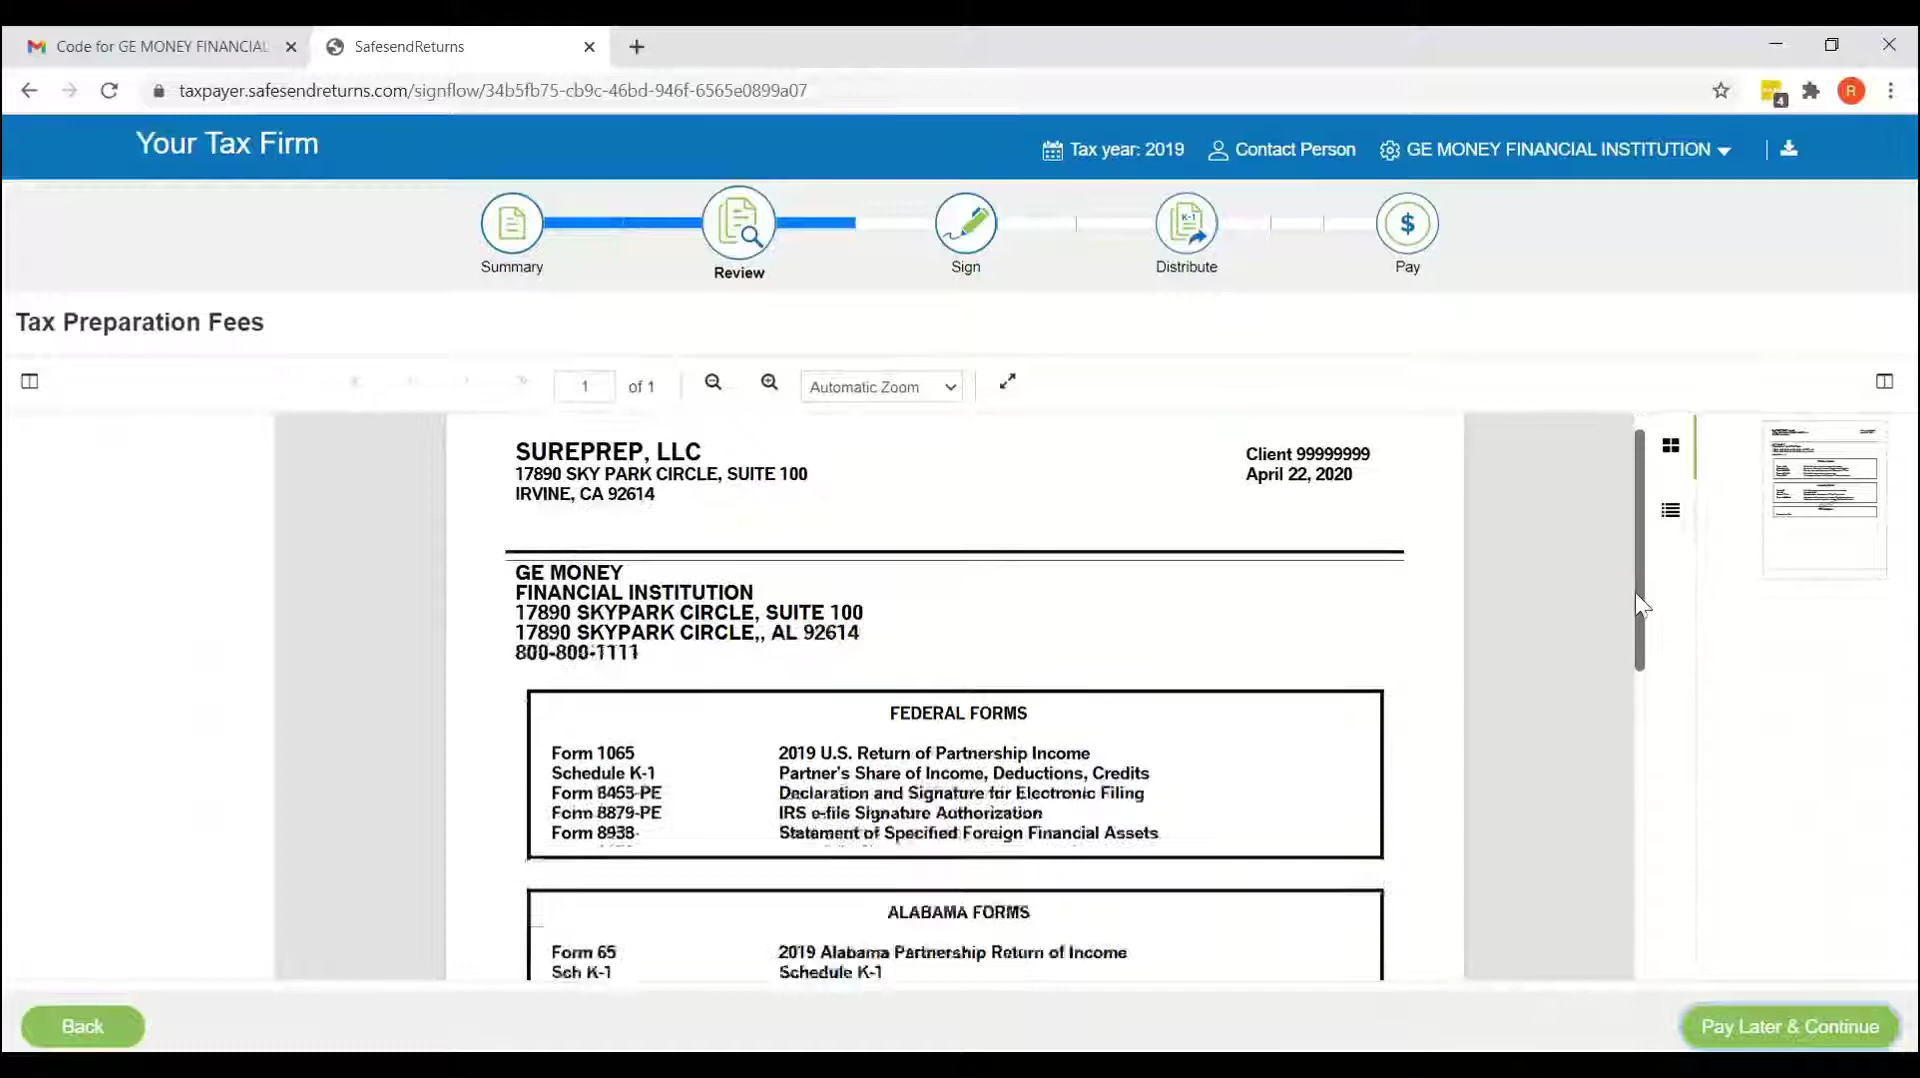 Code for GE MONEY FINANCIAL
SafesendReturns
taxpayer.safesendreturns.com/signflow/34b5fb75-cb9c-46bd-946f-6565e0899a07
4
R
Your Tax Firm
Tax year: 2019
Contact Person
GE MONEY FINANCIAL INSTITUTION
K-1
$
Summary
Review
Sign
Distribute
Pay
Tax Preparation Fees
1
of 1
Automatic Zoom
SUREPREP, LLC
17890 SKY PARK CIRCLE, SUITE 100
IRVINE, CA 92614
Client 99999999
April 22, 2020
GE MONEY
FINANCIAL INSTITUTION
17890 SKYPARK CIRCLE, SUITE 100
17890 SKYPARK CIRCLE,, AL 92614
800-800-1111
FEDERAL FORMS
Form 1065 2019 U.S. Return of Partnership Income
Schedule K-1 Partner's Share of Income, Deductions, Credits
Form 8453-PE Declaration and Signature for Electronic Filing
Form 8879-PE IRS e-file Signature Authorization
Form 8938 Statement of Specified Foreign Financial Assets
ALABAMA FORMS
Form 65 2019 Alabama Partnership Return of Income
Sch K-1 Schedule K-1
Back
Pay Later & Continue